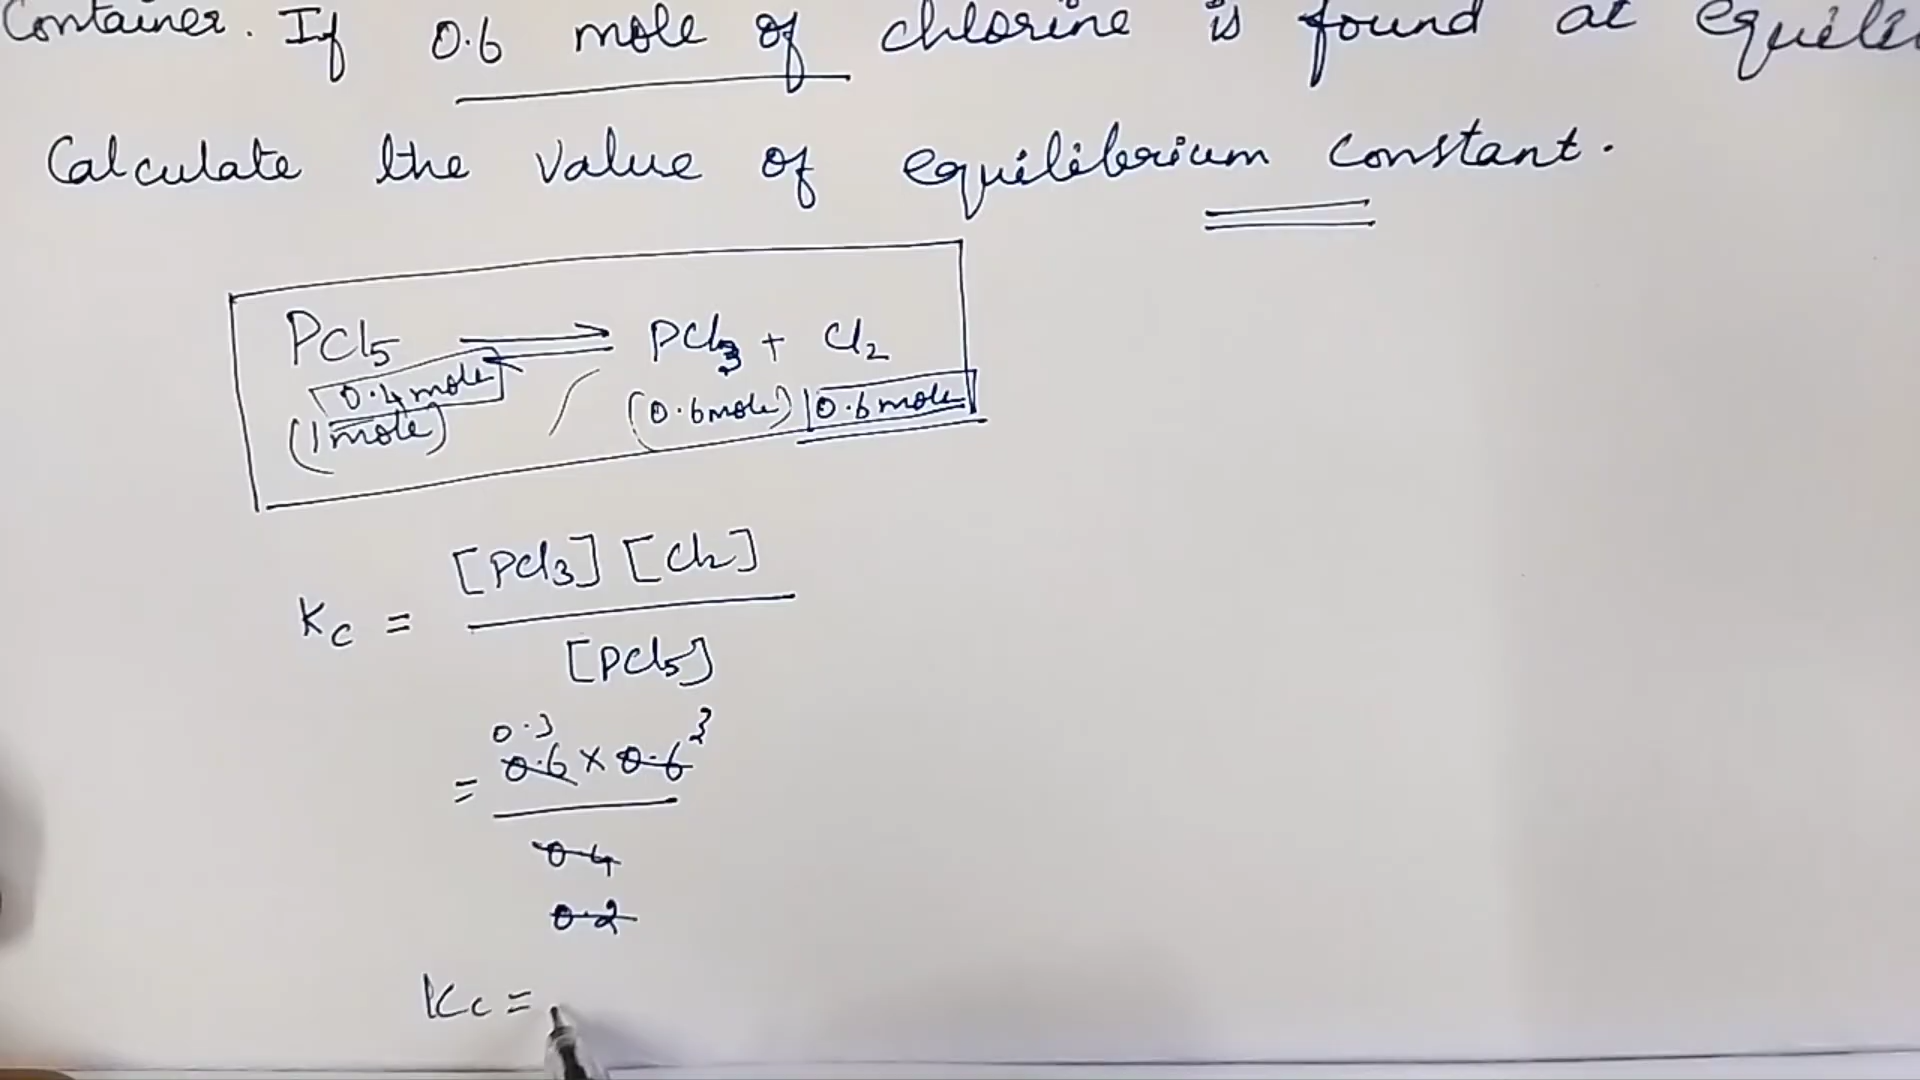 Container. If 0.6 mole of chlorine is found at equili
Calculate the value of equilibrium constant.
PCl5 ⇌ PCl3 + Cl2
0.4 mole
(1 mole) (0.6 mole) 0.6 mole
Kc = [PCl3] [Cl2]
[PCl5]
0.3 3
= 0.6 x 0.6
0.4
0.2
Kc =